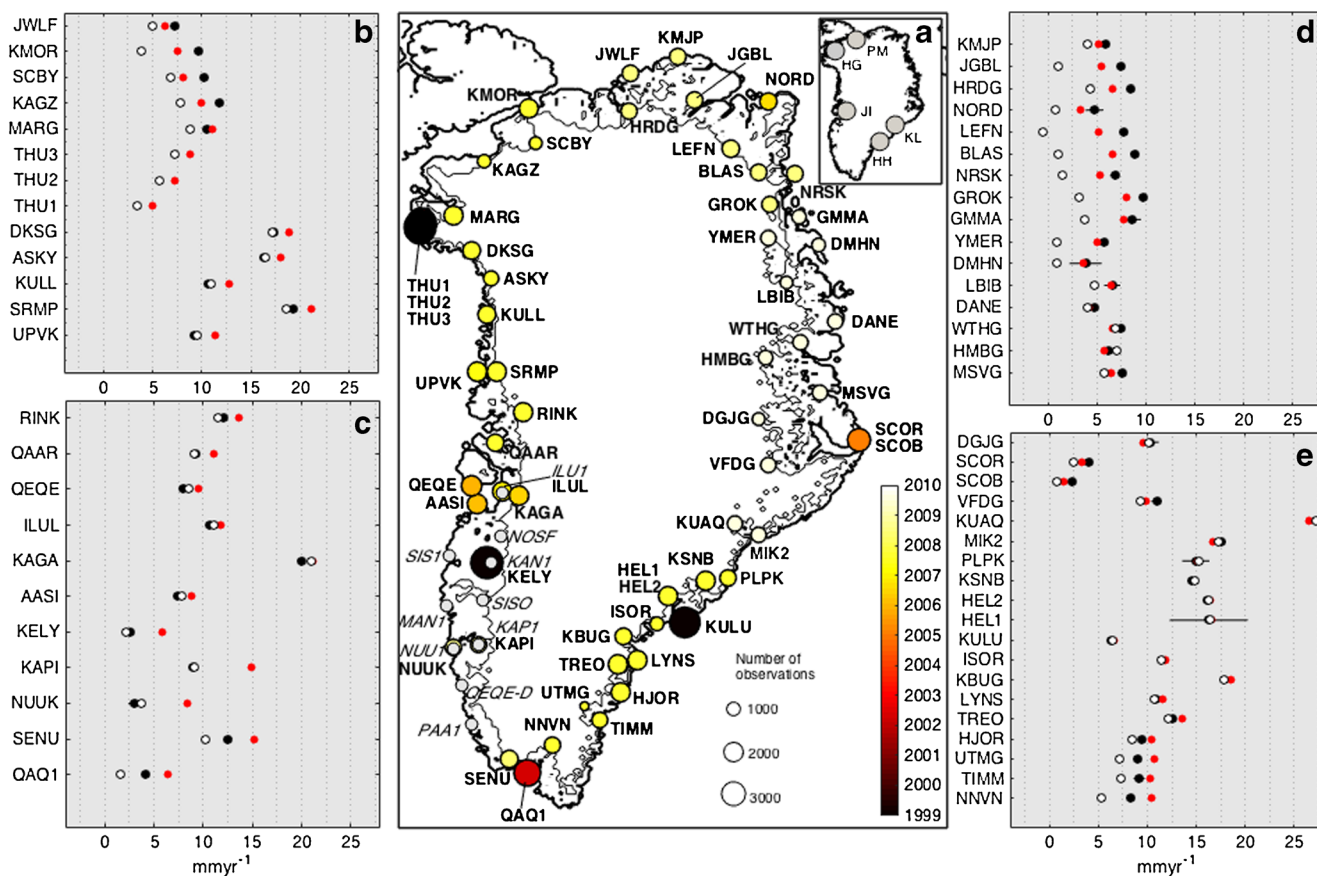 b
JWLF
KMOR
SCBY
KAGZ
MARG
THU3
THU2
THU1
DKSG
ASKY
KULL
SRMP
UPVK
0 5 10 15 20 25
c
RINK
QAAR
QEQE
ILUL
KAGA
AASI
KELY
KAPI
NUUK
SENU
QAQ1
0 5 10 15 20 25
mmyr-1
a
HG
PM
JI
KL
HH
KMJP
JWLF
JGBL
NORD
KMOR
HRDG
SCBY
LEFN
KAGZ
BLAS
NRSK
MARG
GROK
GMMA
YMER
DMHN
DKSG
ASKY
THU1
THU2
THU3
LBIB
KULL
DANE
WTHG
HMBG
UPVK
SRMP
MSVG
RINK
DGJG
SCOR
SCOB
QAAR
VFDG
ILU1
QEQE
ILUL
AASI
KAGA
KUAQ
NOSF
MIK2
SIS1
KAN1
KELY
KSNB
HEL1
HEL2
PLPK
SISO
ISOR
MAN1
KAP1
KULU
KBUG
NUU1
KAPI
NUUK
TREO
LYNS
QEQE-D
UTMG
HJOR
PAA1
NNVN
TIMM
SENU
QAQ1
Number of
observations
1000
2000
3000
2010
2009
2008
2007
2006
2005
2004
2003
2002
2001
2000
1999
d
KMJP
JGBL
HRDG
NORD
LEFN
BLAS
NRSK
GROK
GMMA
YMER
DMHN
LBIB
DANE
WTHG
HMBG
MSVG
0 5 10 15 20 25
e
DGJG
SCOR
SCOB
VFDG
KUAQ
MIK2
PLPK
KSNB
HEL2
HEL1
KULU
ISOR
KBUG
LYNS
TREO
HJOR
UTMG
TIMM
NNVN
0 5 10 15 20 25
mmyr-1